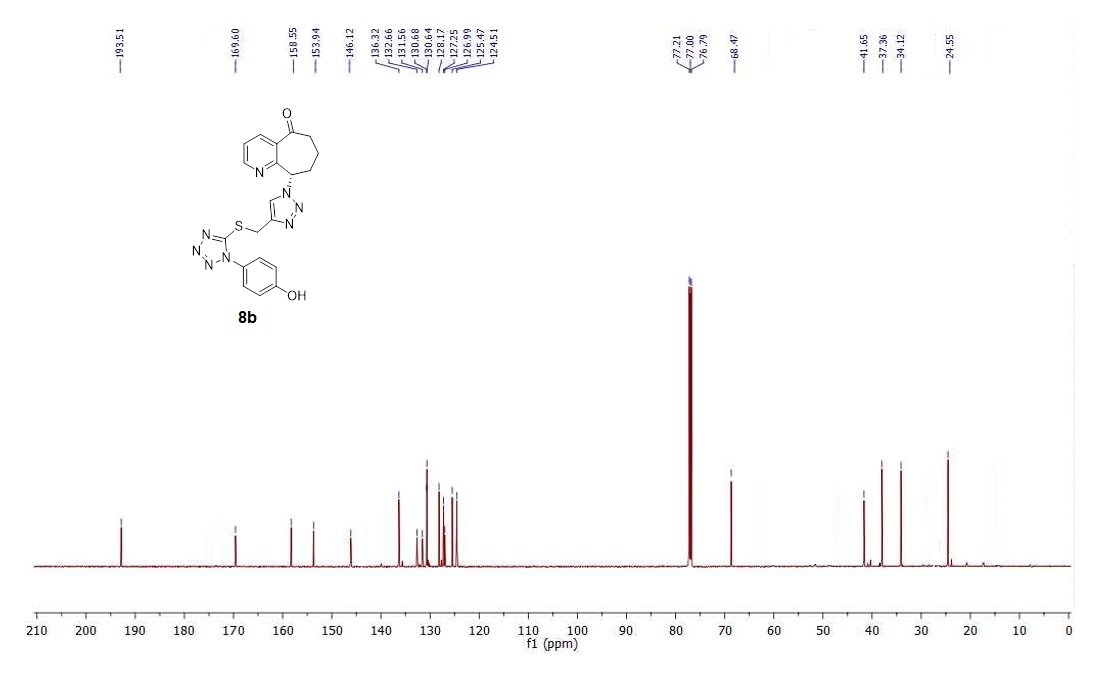 193.51
169.60
158.55
153.94
146.12
136.32
132.66
131.56
130.68
130.64
128.17
127.25
126.99
125.47
124.51
77.21
77.00
76.79
68.47
41.65
37.36
34.12
24.55
O
N
N
N
N
S
N
N
N
N
OH
8b
210 200 190 180 170 160 150 140 130 120 110 100 90 80 70 60 50 40 30 20 10 0
f1 (ppm)